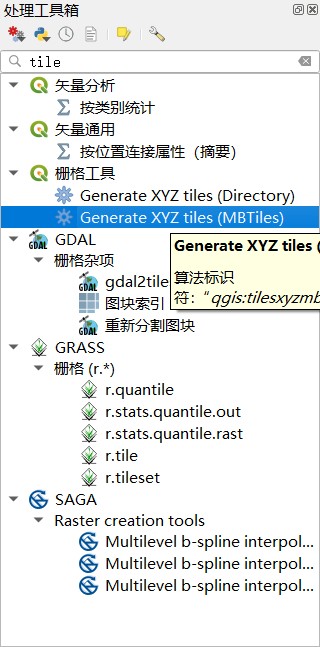 处理工具箱
tile
矢量分析
按类别统计
矢量通用
按位置连接属性（摘要）
栅格工具
Generate XYZ tiles (Directory)
Generate XYZ tiles (MBTiles)
GDAL
Generate XYZ tiles (
栅格杂项
gdal2tile
算法标识
图块索引
符：“qgis:tilesxyzmb
重新分割图块
GRASS
栅格 (r.*)
r.quantile
r.stats.quantile.out
r.stats.quantile.rast
r.tile
r.tileset
SAGA
Raster creation tools
Multilevel b-spline interpol...
Multilevel b-spline interpol...
Multilevel b-spline interpol...